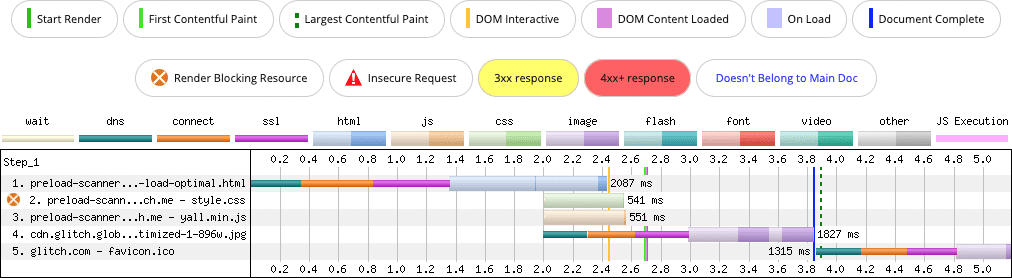 Start Render First Contentful Paint Largest Contentful Paint DOM Interactive DOM Content Loaded On Load Document Complete
Render Blocking Resource Insecure Request 3xx response 4xx+ response Doesn't Belong to Main Doc
wait dns connect ssl html js css image flash font video other JS Execution
Step_1 0.2 0.4 0.6 0.8 1.0 1.2 1.4 1.6 1.8 2.0 2.2 2.4 2.6 2.8 3.0 3.2 3.4 3.6 3.8 4.0 4.2 4.4 4.6 4.8 5.0
1. preload-scanner...-load-optimal.html 2087 ms
2. preload-scann...ch.me - style.css 541 ms
3. preload-scanner...h.me - yall.min.js 551 ms
4. cdn.glitch.glob...timized-1-896w.jpg 1827 ms
5. glitch.com - favicon.ico 1315 ms
0.2 0.4 0.6 0.8 1.0 1.2 1.4 1.6 1.8 2.0 2.2 2.4 2.6 2.8 3.0 3.2 3.4 3.6 3.8 4.0 4.2 4.4 4.6 4.8 5.0